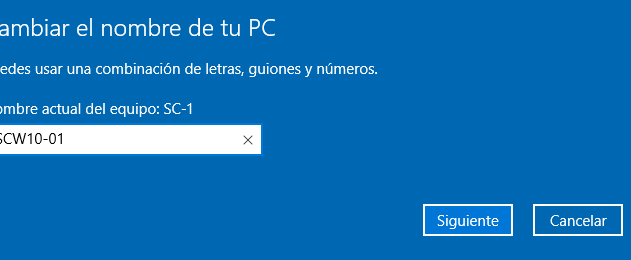 ambiar el nombre de tu PC
edes usar una combinación de letras, guiones y números.
ombre actual del equipo: SC-1
SCW10-01
Siguiente
Cancelar